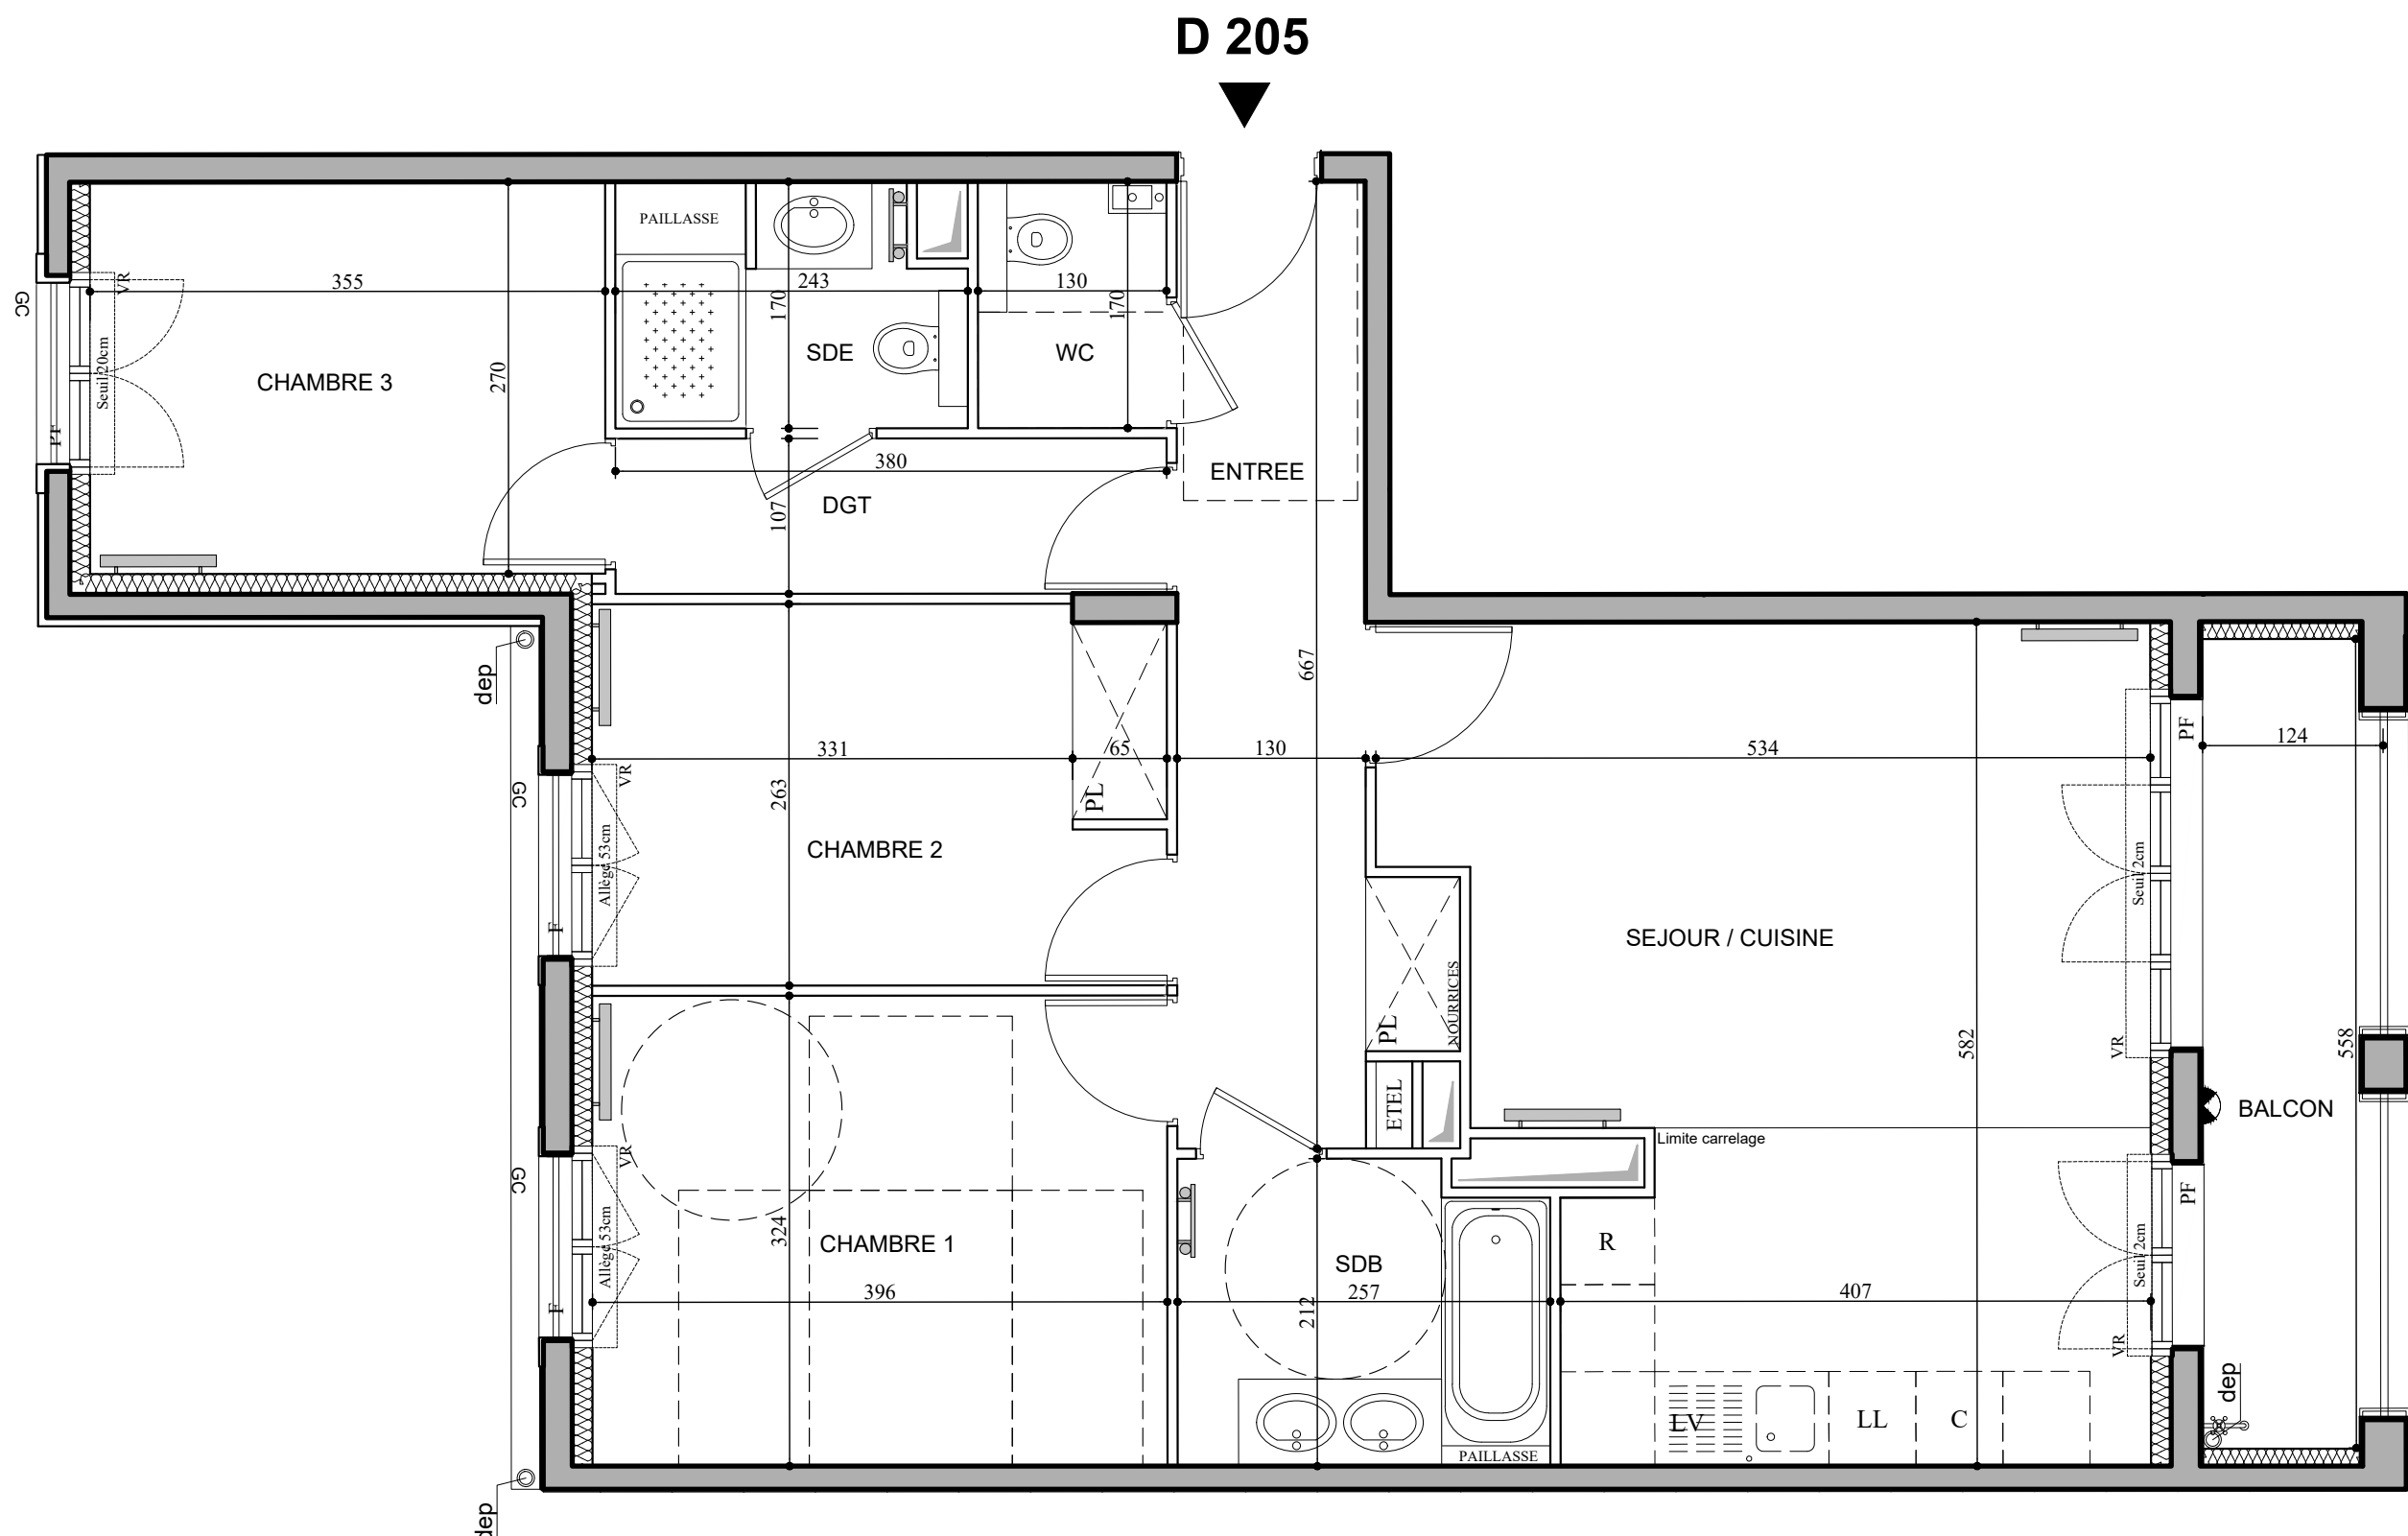 D 205
PAILLASSE
355
VR
243
170
130
170
GC
Seuil 20cm
SDE
WC
CHAMBRE 3
270
PF
380
ENTREE
DGT
107
dep
667
331
65
130
534
PF
124
GC
VR
263
PL
CHAMBRE 2
Allège 53cm
Seuil 2cm
F
SEJOUR / CUISINE
NOURRICES
PL
582
VR
558
ETEL
BALCON
Limite carrelage
VR
GC
PF
324
CHAMBRE 1
Allège 53cm
R
SDB
Seuil 2cm
396
257
212
407
F
VR
dep
LV
LL
C
PAILLASSE
dep